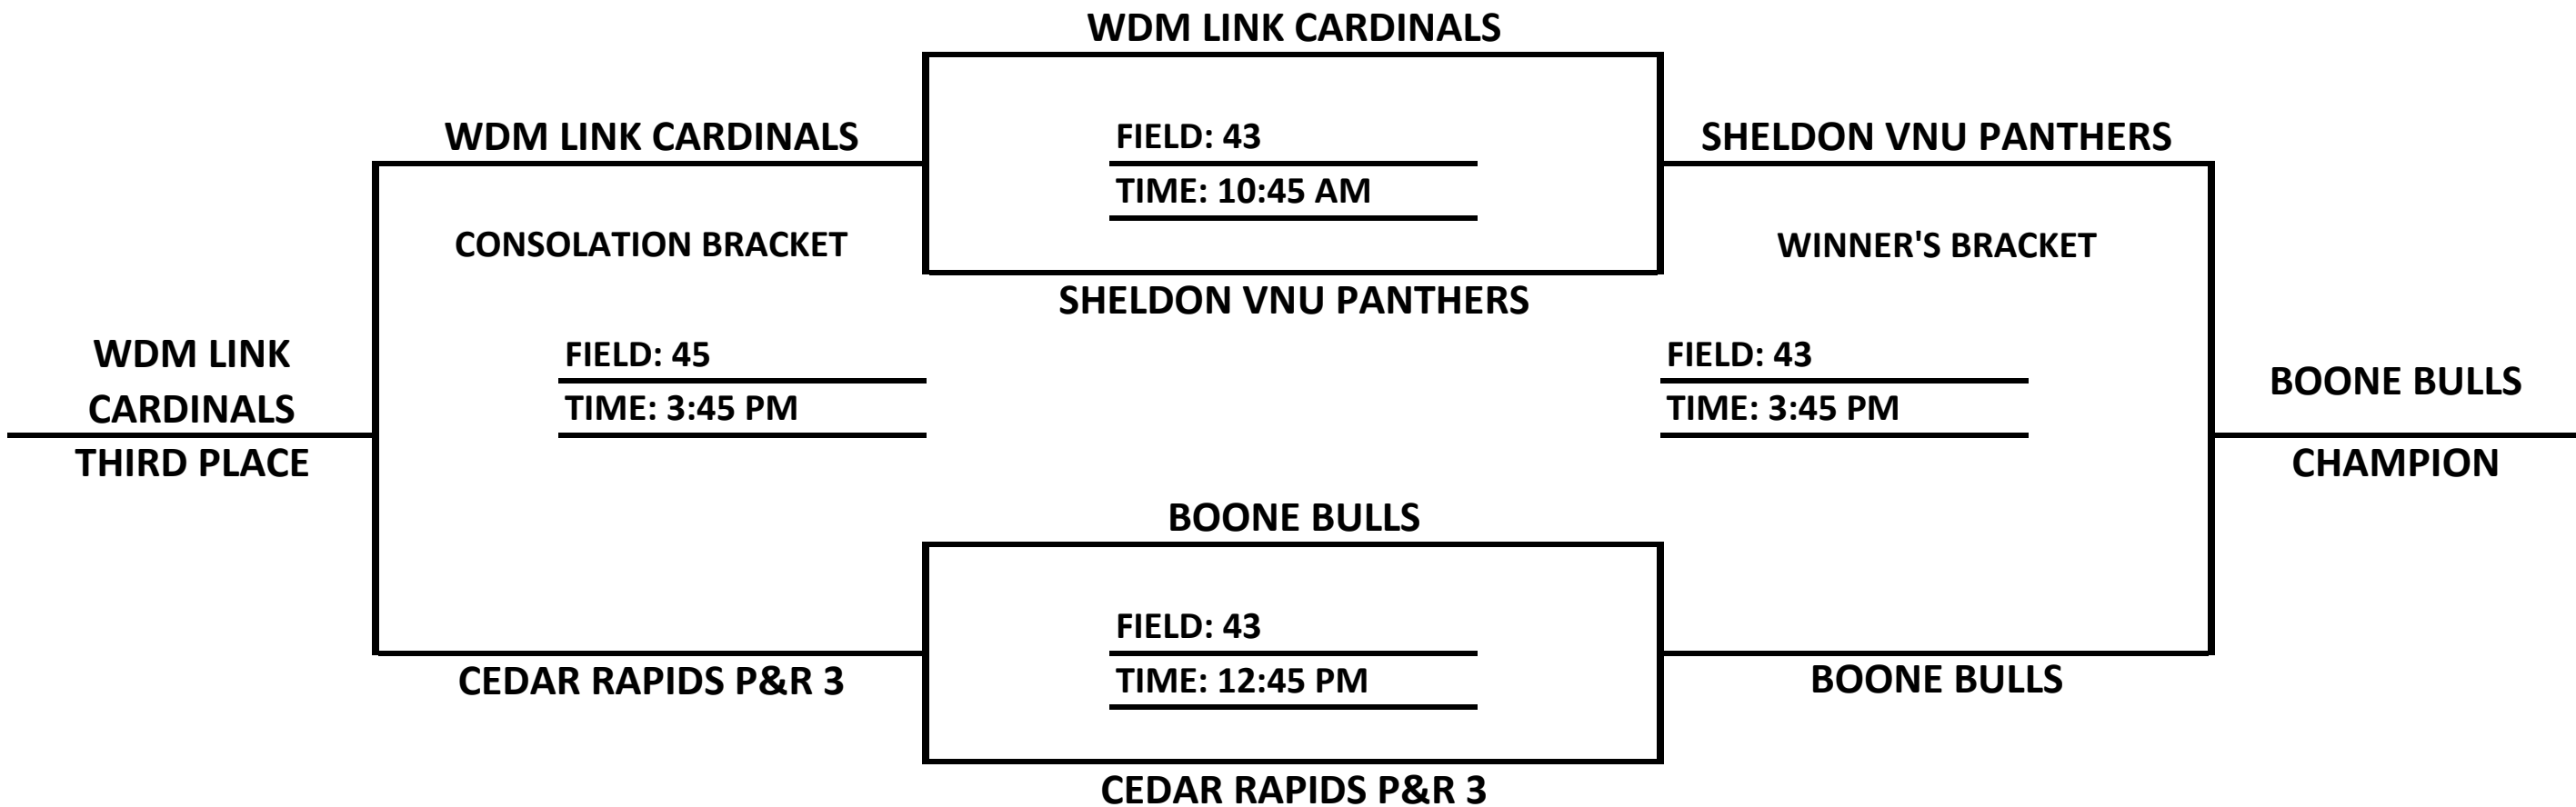 WDM LINK CARDINALS
WDM LINK CARDINALS
FIELD: 43
SHELDON VNU PANTHERS
TIME: 10:45 AM
CONSOLATION BRACKET
WINNER'S BRACKET
SHELDON VNU PANTHERS
WDM LINK
CARDINALS
THIRD PLACE
FIELD: 45
TIME: 3:45 PM
FIELD: 43
TIME: 3:45 PM
BOONE BULLS
CHAMPION
BOONE BULLS
FIELD: 43
TIME: 12:45 PM
CEDAR RAPIDS P&R 3
BOONE BULLS
CEDAR RAPIDS P&R 3